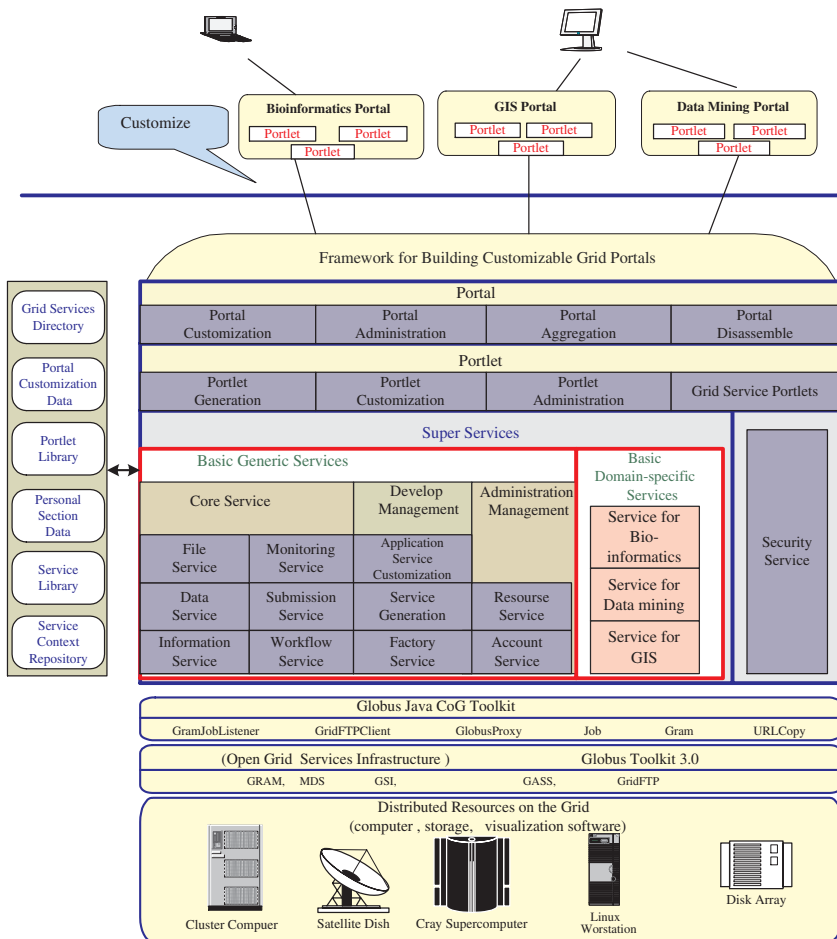 Customize
Bioinformatics Portal
Portlet
Portlet
Portlet
GIS Portal
Portlet
Portlet
Portlet
Data Mining Portal
Portlet
Portlet
Portlet
Framework for Building Customizable Grid Portals
Grid Services
Directory
Portal
Customization
Data
Portlet
Library
Personal
Section
Data
Service
Library
Service
Context
Repository
Portal
Portal
Customization
Portal
Administration
Portal
Aggregation
Portal
Disassemble
Portlet
Portlet
Generation
Portlet
Customization
Portlet
Administration
Grid Service Portlets
Super Services
Basic Generic Services
Core Service
Develop
Management
Administration
Management
File
Service
Monitoring
Service
Application
Service
Customization
Data
Service
Submission
Service
Service
Generation
Resourse
Service
Information
Service
Workflow
Service
Factory
Service
Account
Service
Basic
Domain-specific
Services
Service for
Bio-
informatics
Service for
Data mining
Service for
GIS
Security
Service
Globus Java CoG Toolkit
GramJobListener GridFTPClient GlobusProxy Job Gram URLCopy
(Open Grid Services Infrastructure ) Globus Toolkit 3.0
GRAM, MDS GSI, GASS, GridFTP
Distributed Resources on the Grid
(computer , storage, visualization software)
Cluster Compuer
Satellite Dish
Cray Supercomputer
Linux
Worstation
Disk Array